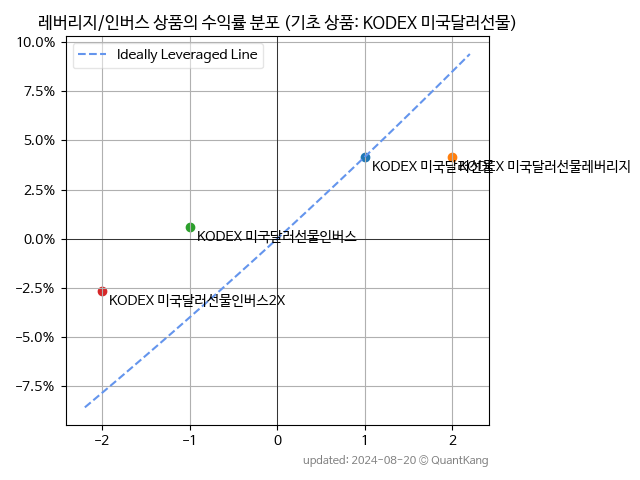 레버리지/인버스 상품의 수익률 분포 (기초 상품: KODEX 미국달러선물)
10.0%
Ideally Leveraged Line
7.5%
5.0%
KODEX 미국달러선물
KODEX 미국달러선물레버리지
2.5%
0.0%
KODEX 미국달러선물인버스
−2.5%
KODEX 미국달러선물인버스2X
−5.0%
−7.5%
−2 −1 0 1 2
updated: 2024-08-20 © QuantKang